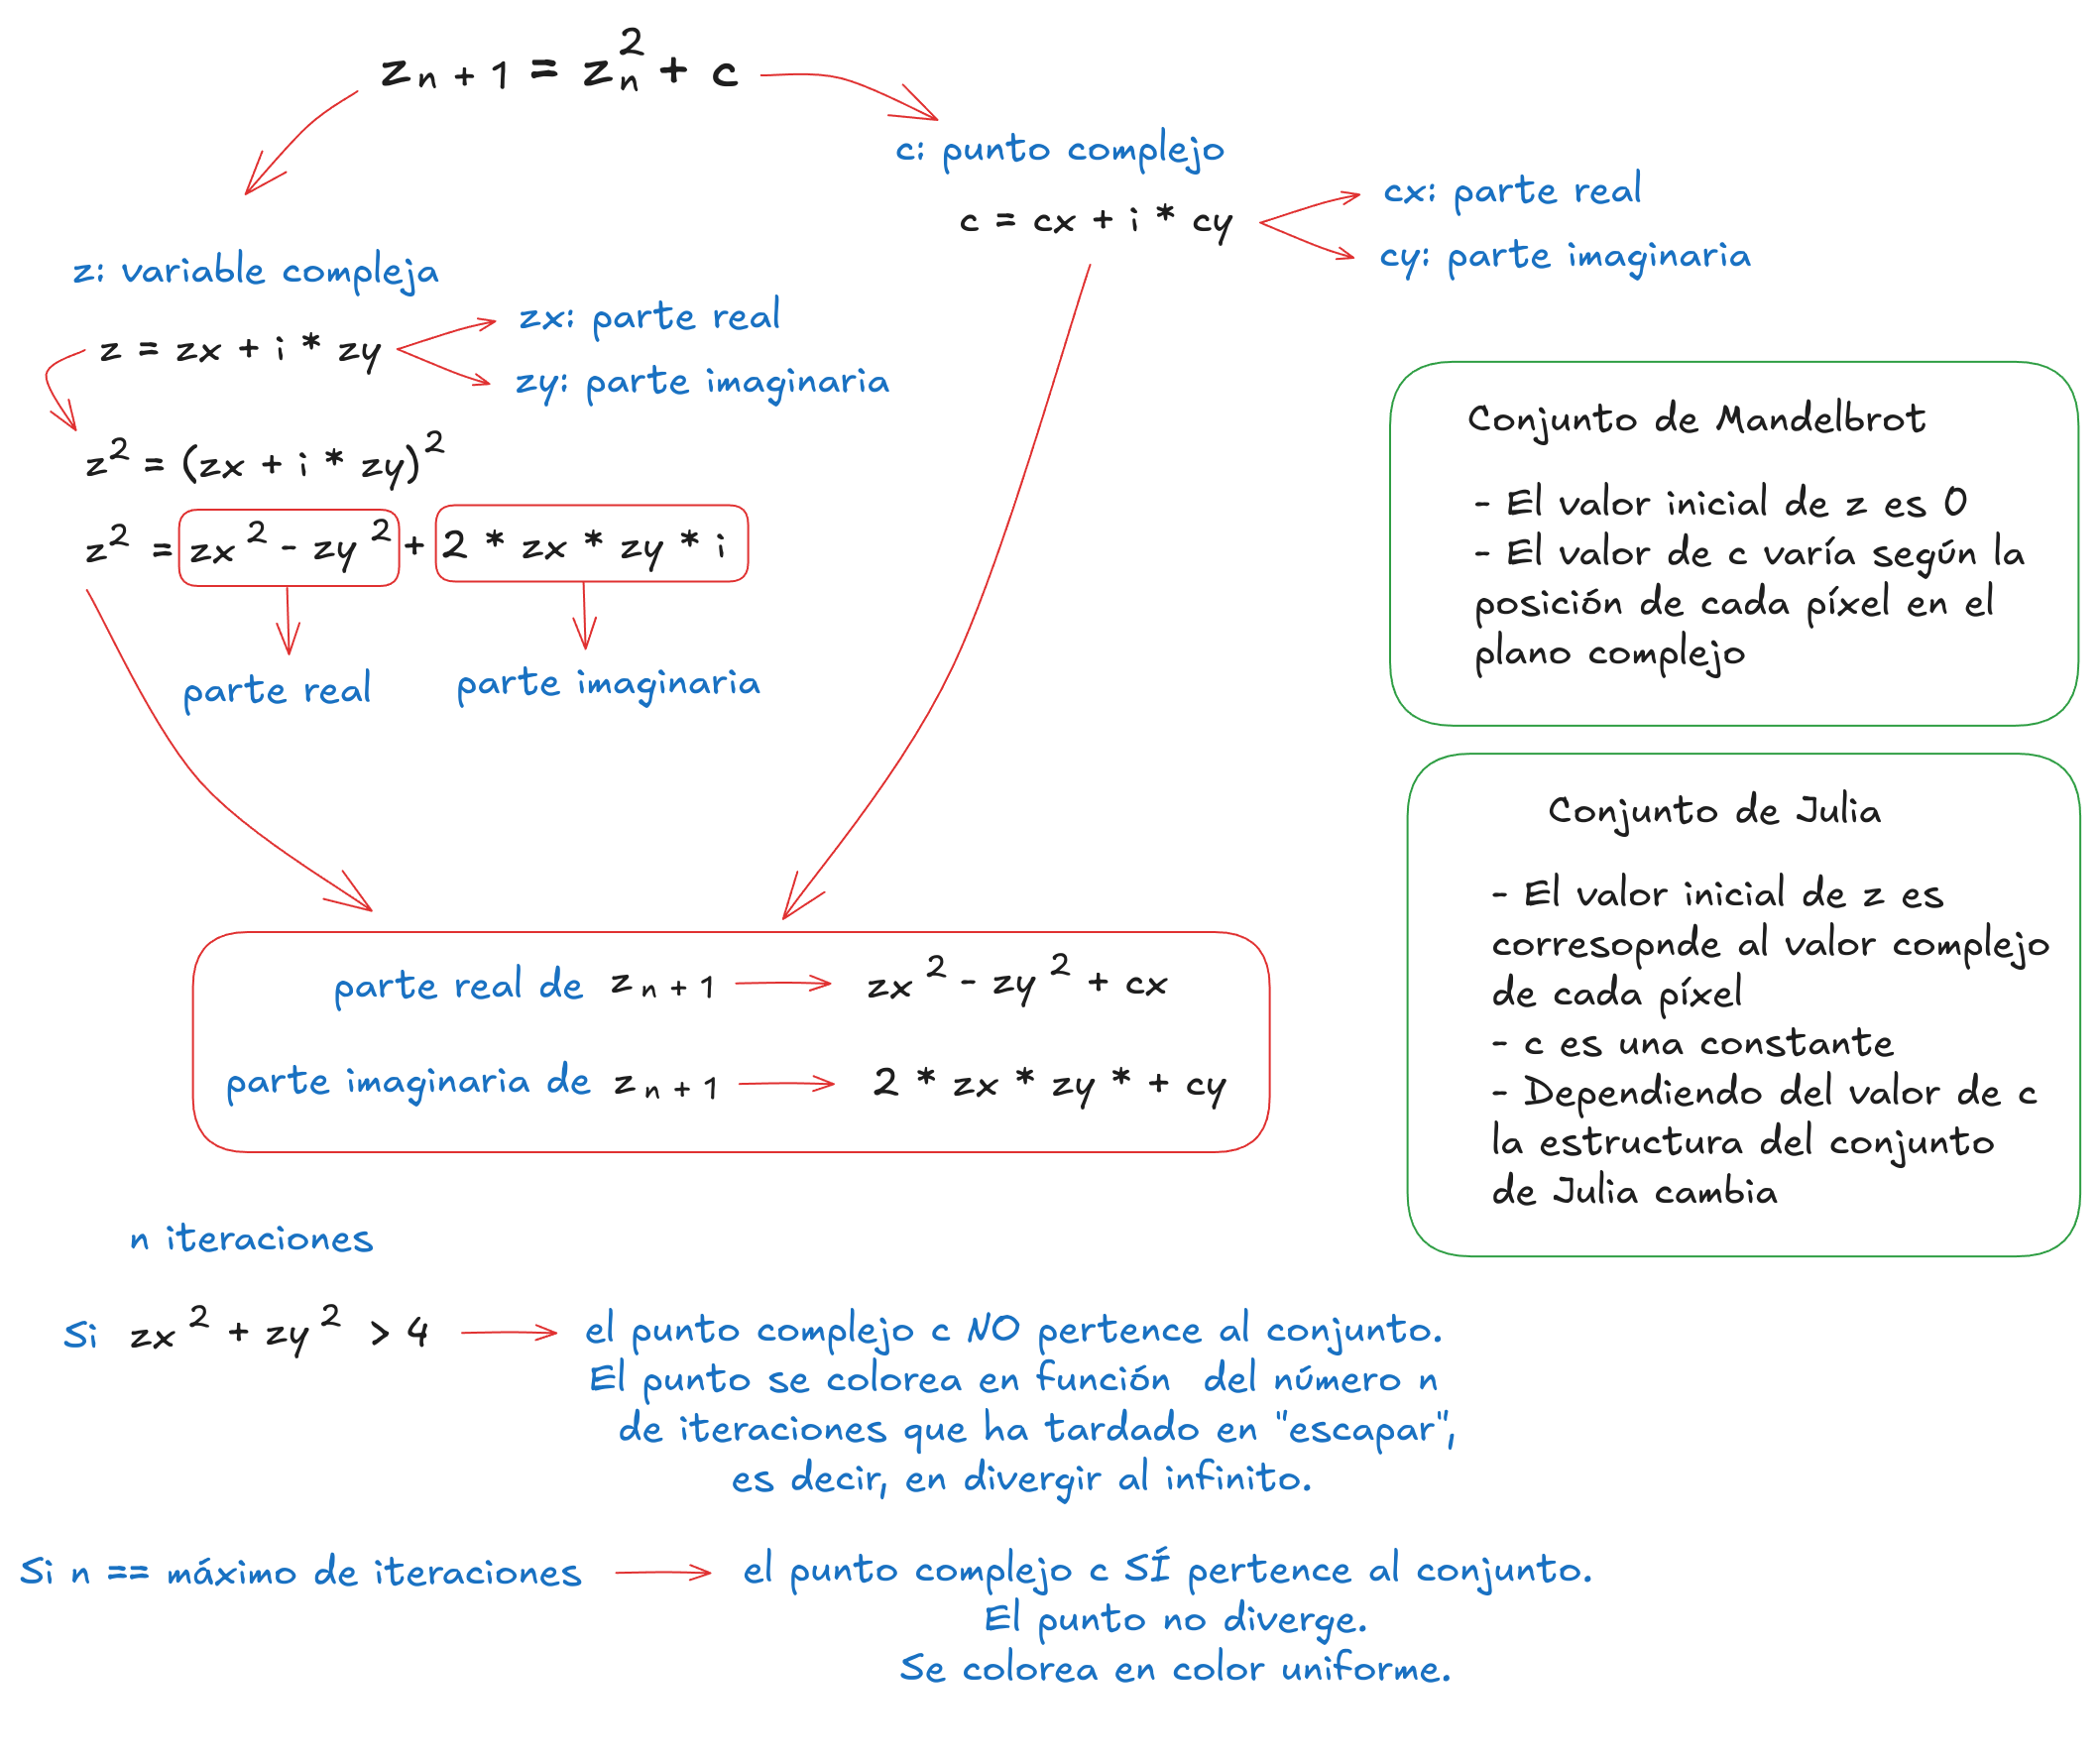 z n + 1 = z n 2 + c
c: punto complejo
c = cx + i * cy
cx: parte real
cy: parte imaginaria
z: variable compleja
z = zx + i * zy
zx: parte real
zy: parte imaginaria
z 2 = (zx + i * zy) 2
z 2 = zx 2 - zy 2 + 2 * zx * zy * i
parte real
parte imaginaria
Conjunto de Mandelbrot
- El valor inicial de z es 0
- El valor de c varía según la
posición de cada píxel en el
plano complejo
Conjunto de Julia
- El valor inicial de z es
corresopnde al valor complejo
de cada píxel
- c es una constante
- Dependiendo del valor de c
la estructura del conjunto
de Julia cambia
parte real de z n + 1 zx 2 - zy 2 + cx
parte imaginaria de z n + 1 2 * zx * zy * + cy
n iteraciones
Si zx 2 + zy 2 > 4
el punto complejo c NO pertence al conjunto.
El punto se colorea en función del número n
de iteraciones que ha tardado en "escapar",
es decir, en divergir al infinito.
Si n == máximo de iteraciones
el punto complejo c SÍ pertence al conjunto.
El punto no diverge.
Se colorea en color uniforme.